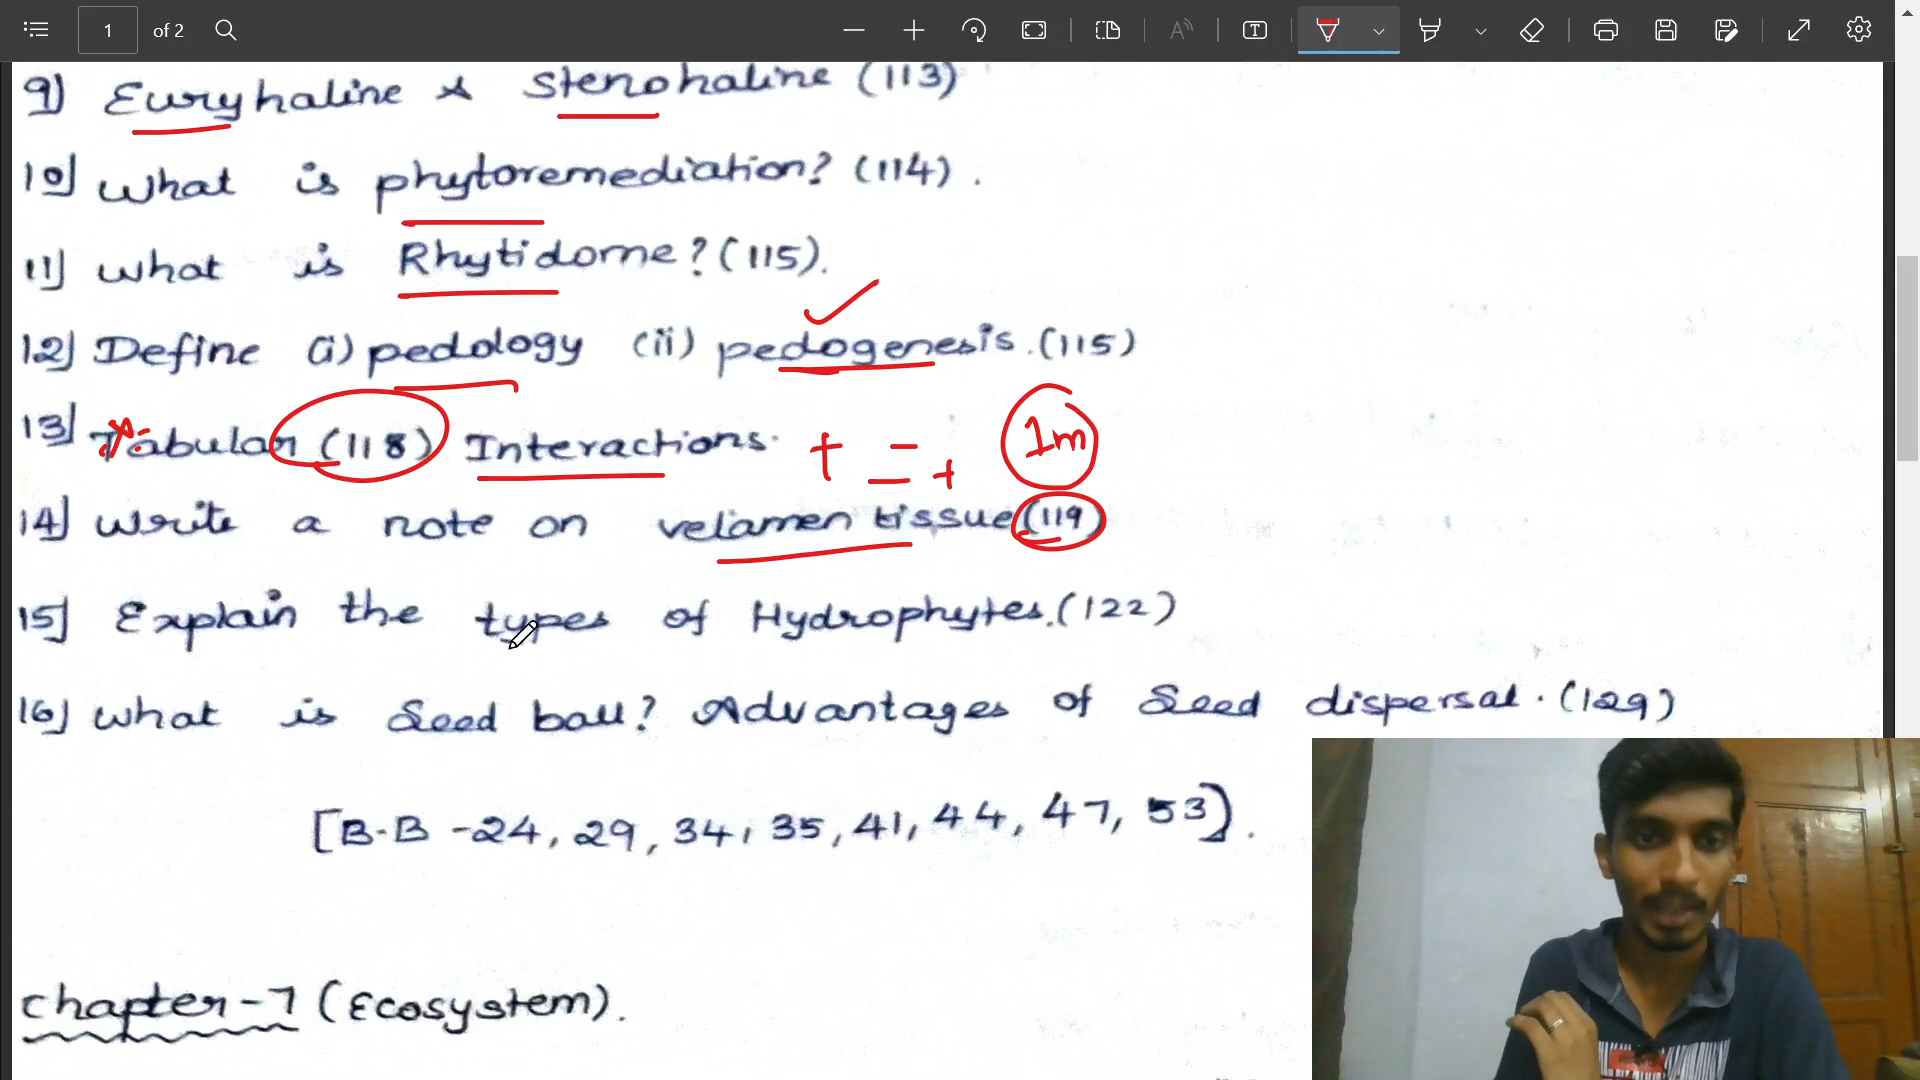 1 of 2
9) Euryhaline & Stenohaline (113)
10] What is phytoremediation? (114).
11] What is Rhytidome? (115).
12] Define (i) pedology (ii) pedogenesis. (115)
13] Tabular (118) Interactions. + - = + 1m
14] Write a note on velamen tissue (119)
15] Explain the types of Hydrophytes. (122)
16] What is Seed ball? Advantages of Seed dispersal. (129)
[B.B - 24, 29, 34, 35, 41, 44, 47, 53].
Chapter-7 (Ecosystem).